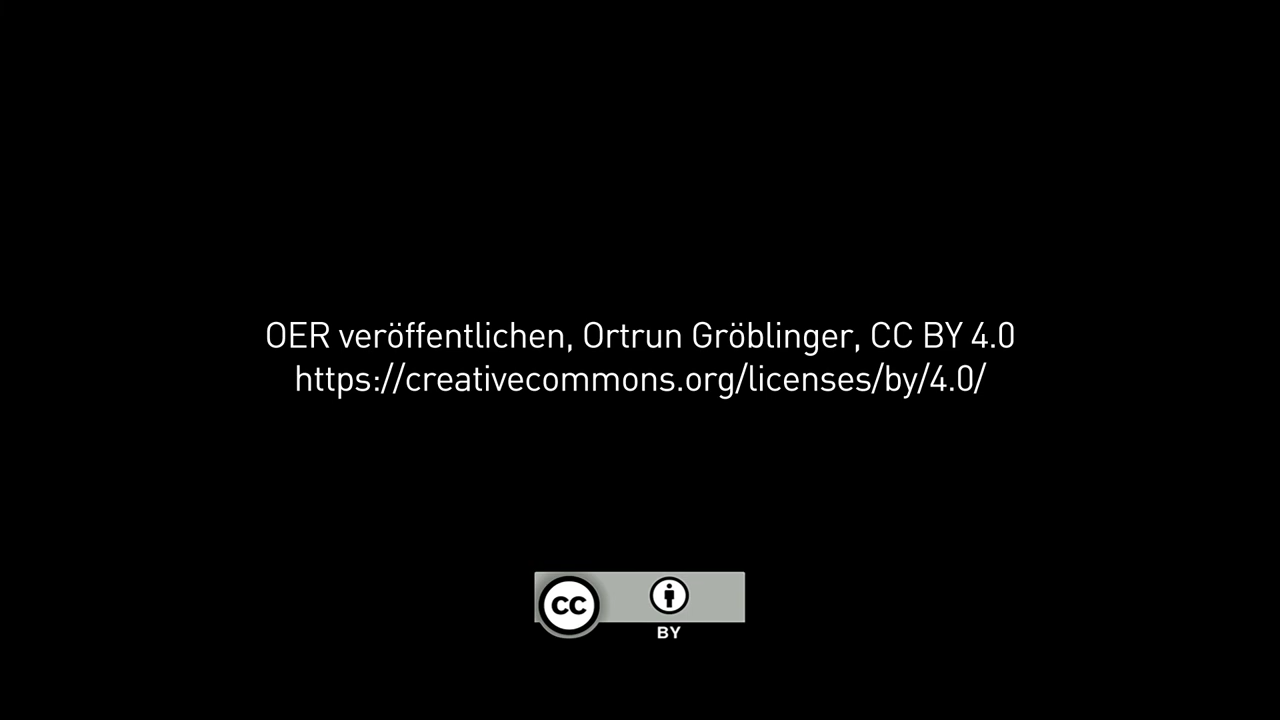 OER veröffentlichen, Ortrun Gröblinger, CC BY 4.0
https://creativecommons.org/licenses/by/4.0/
CC
BY